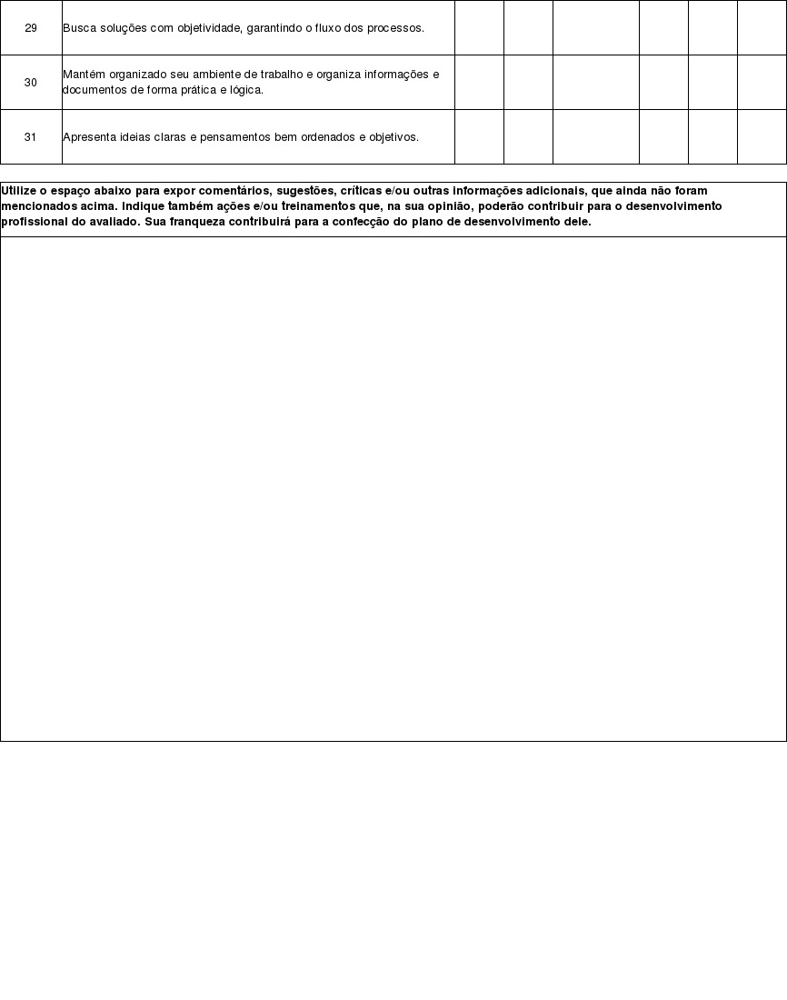 29 Busca soluções com objetividade, garantindo o fluxo dos processos.
30 Mantém organizado seu ambiente de trabalho e organiza informações e
documentos de forma prática e lógica.
31 Apresenta ideias claras e pensamentos bem ordenados e objetivos.
Utilize o espaço abaixo para expor comentários, sugestões, críticas e/ou outras informações adicionais, que ainda não foram
mencionados acima. Indique também ações e/ou treinamentos que, na sua opinião, poderão contribuir para o desenvolvimento
profissional do avaliado. Sua franqueza contribuirá para a confecção do plano de desenvolvimento dele.